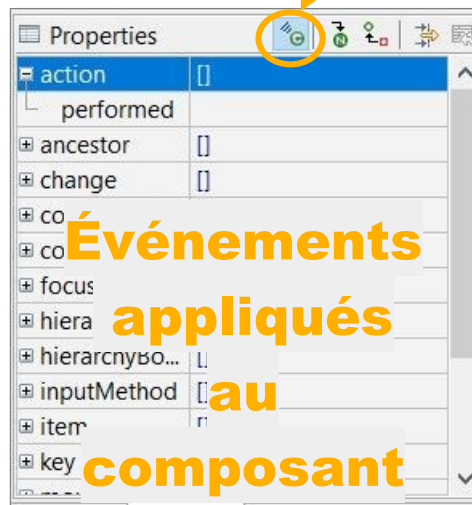 Properties
action []
performed
ancestor []
change []
co
co
focus
hiera
hierarchyBo... []
inputMethod []
item
key
Événements
appliqués
au
composant